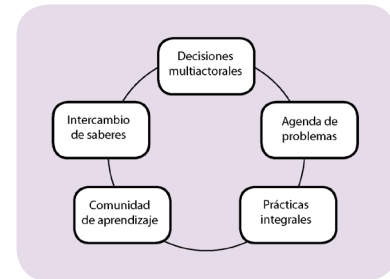 Decisiones
multiactorales
Intercambio
de saberes
Agenda de
problemas
Comunidad
de aprendizaje
Prácticas
integrales